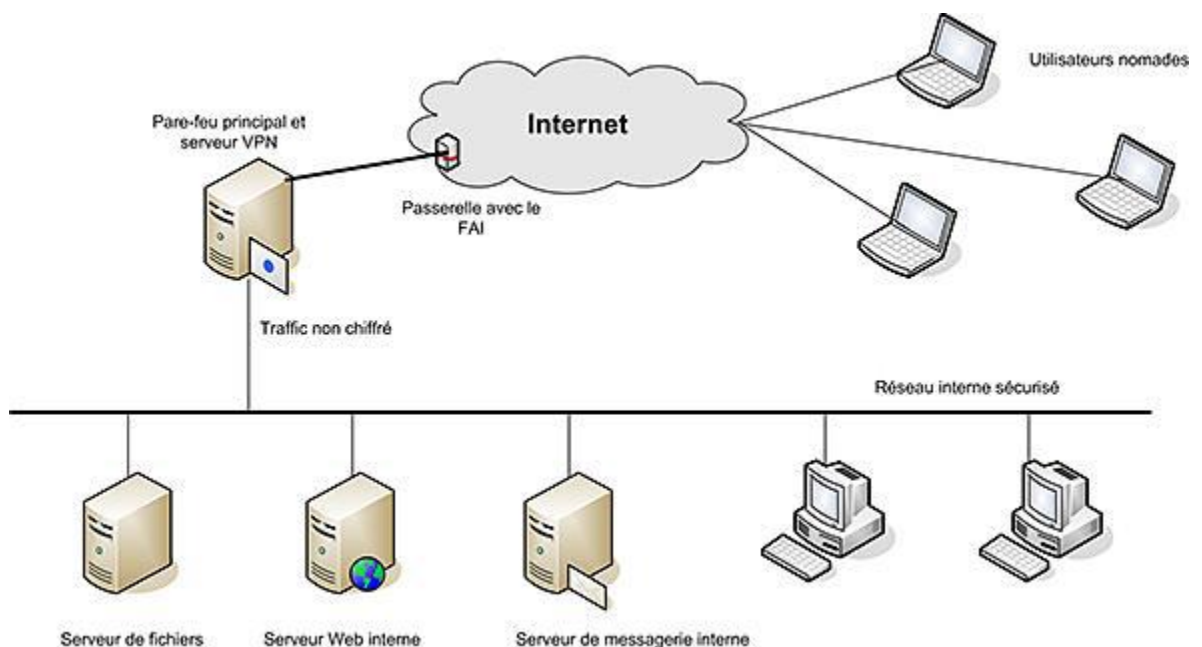 Utilisateurs nomades
Internet
Pare-feu principal et
serveur VPN
Passerelle avec le
FAI
Traffic non chiffré
Réseau interne sécurisé
Serveur de fichiers
Serveur Web interne
Serveur de messagerie interne